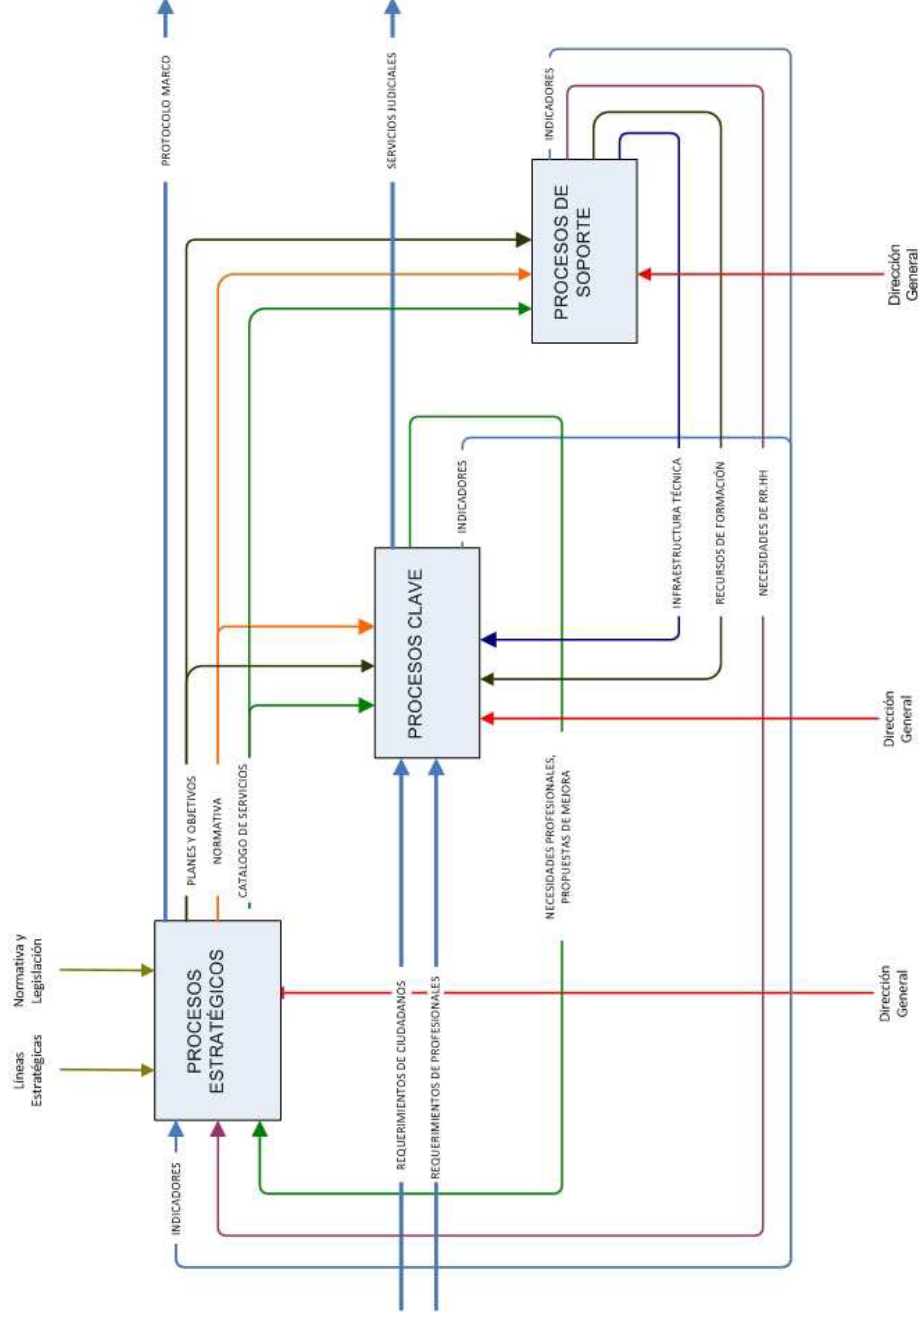 Líneas
Estratégicas
Normativa y
Legislación
PROTOCOLO MARCO
PROCESOS
ESTRATÉGICOS
PLANES Y OBJETIVOS
NORMATIVA
CATALOGO DE SERVICIOS
INDICADORES
SERVICIOS JUDICIALES
REQUERIMIENTOS DE CIUDADANOS
REQUERIMIENTOS DE PROFESIONALES
PROCESOS CLAVE
INDICADORES
PROCESOS DE
SOPORTE
INDICADORES
NECESIDADES PROFESIONALES,
PROPUESTAS DE MEJORA
INFRAESTRUCTURA TÉCNICA
RECURSOS DE FORMACIÓN
NECESIDADES DE RR.HH
Dirección
General
Dirección
General
Dirección
General